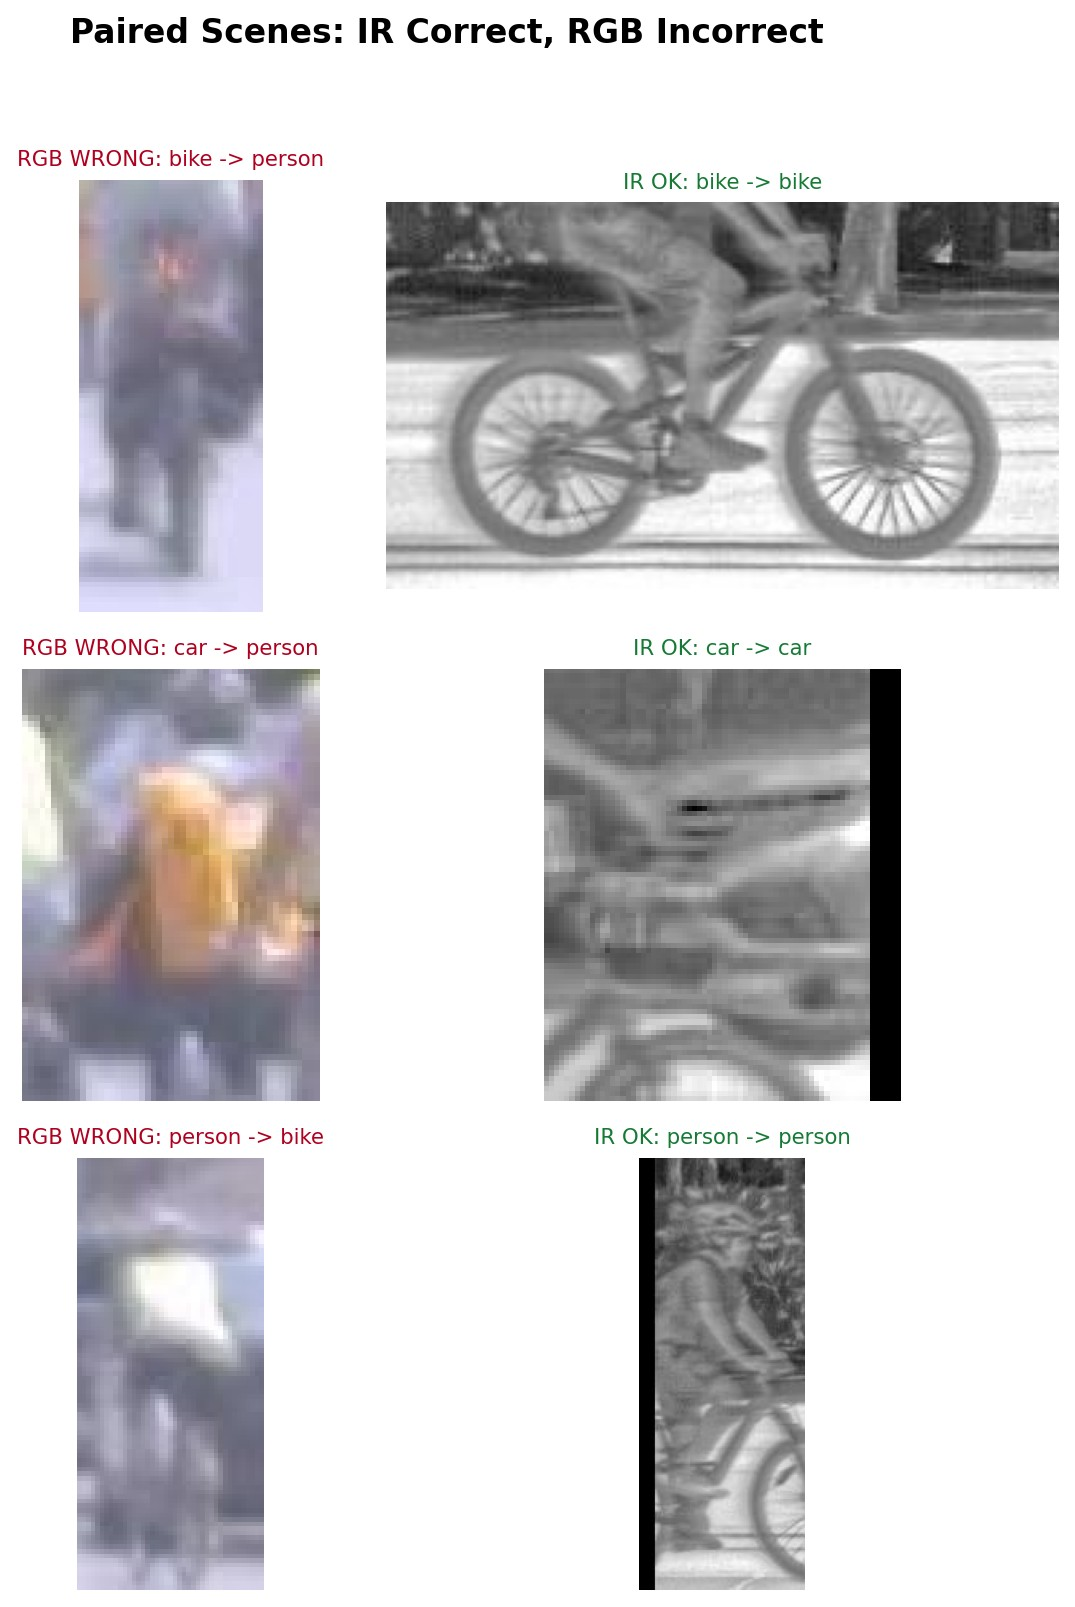 Paired Scenes: IR Correct, RGB Incorrect
RGB WRONG: bike -> person
IR OK: bike -> bike
RGB WRONG: car -> person
IR OK: car -> car
RGB WRONG: person -> bike
IR OK: person -> person